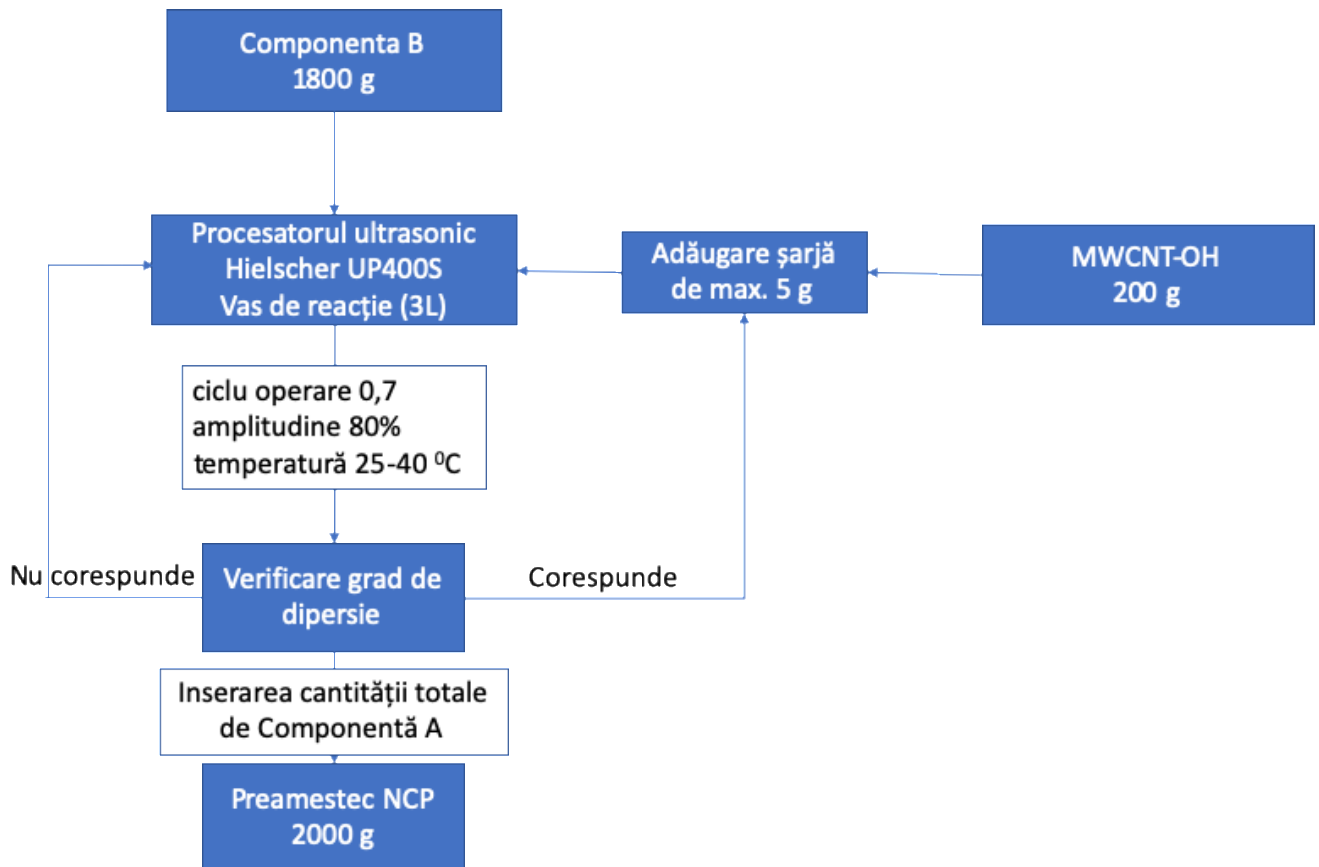 Componenta B
1800 g
Procesatorul ultrasonic
Hielscher UP400S
Vas de reacție (3L)
Adăugare șarjă
de max. 5 g
MWCNT-OH
200 g
ciclu operare 0,7
amplitudine 80%
temperatură 25-40 ⁰C
Nu corespunde
Verificare grad de
dipersie
Corespunde
Inserarea cantității totale
de Componentă A
Preamestec NCP
2000 g